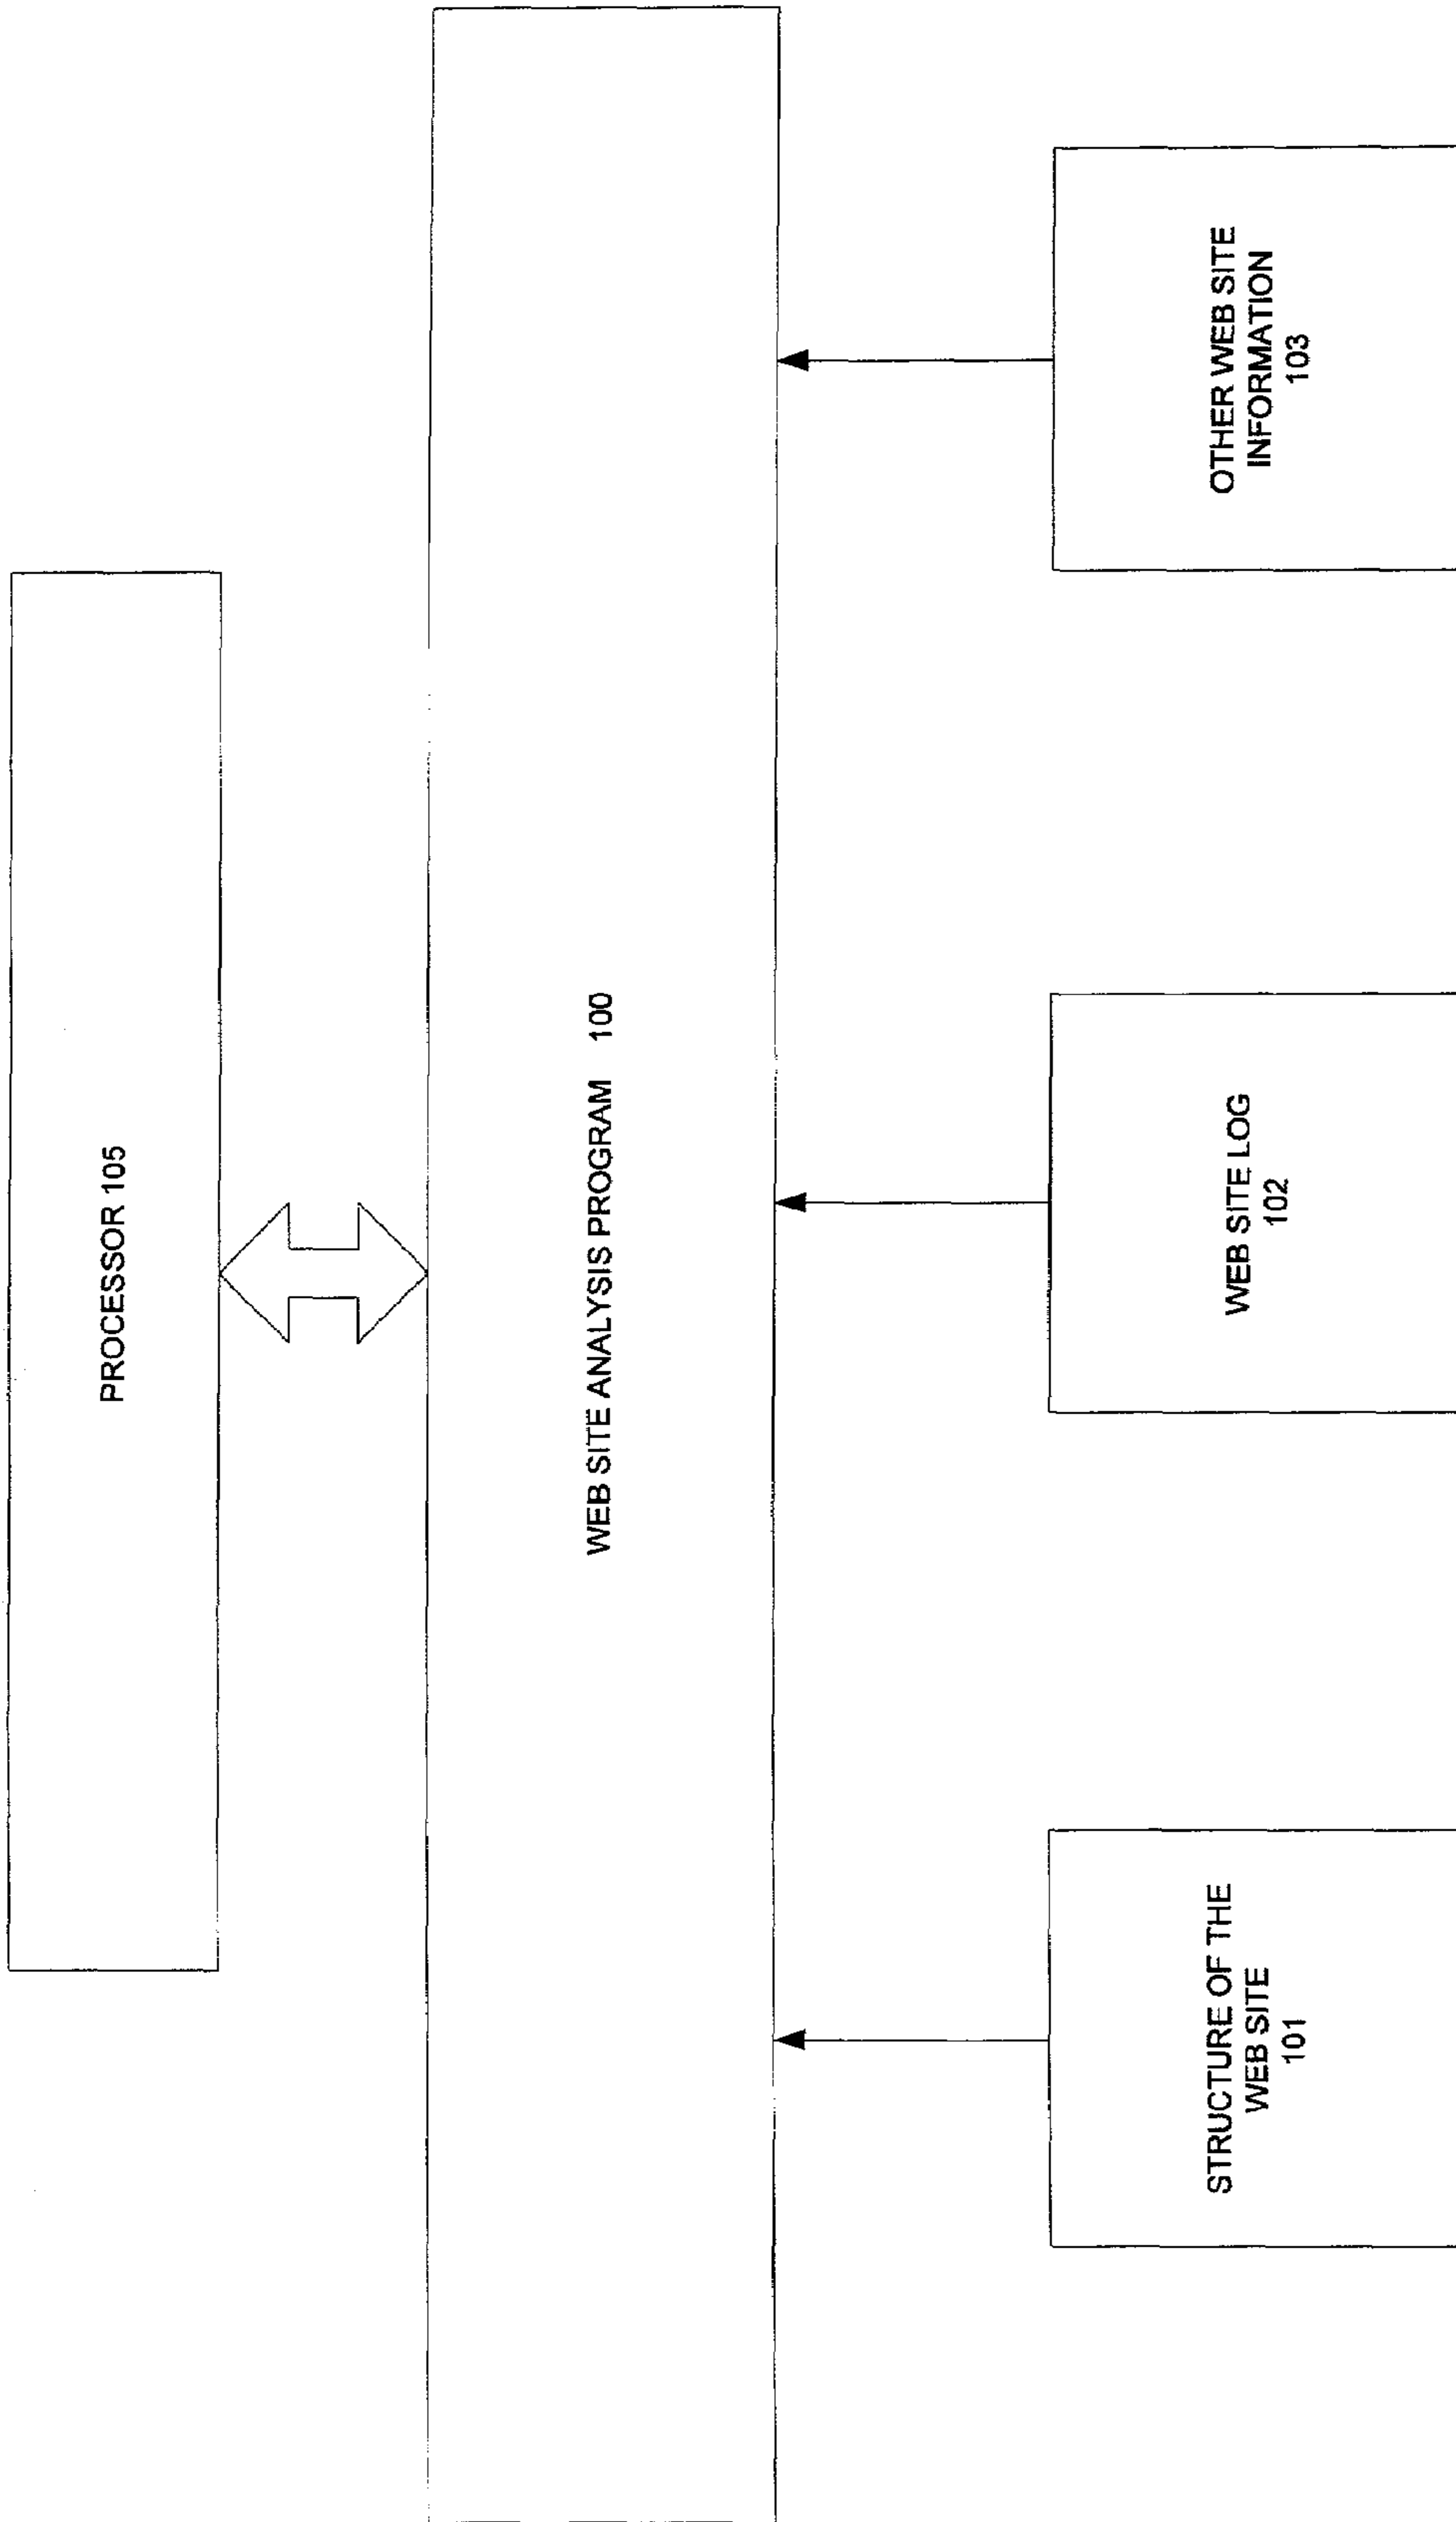 PROCESSOR 105
WEB SITE ANALYSIS PROGRAM 100
STRUCTURE OF THE
WEB SITE
101
WEB SITE LOG
102
OTHER WEB SITE
INFORMATION
103